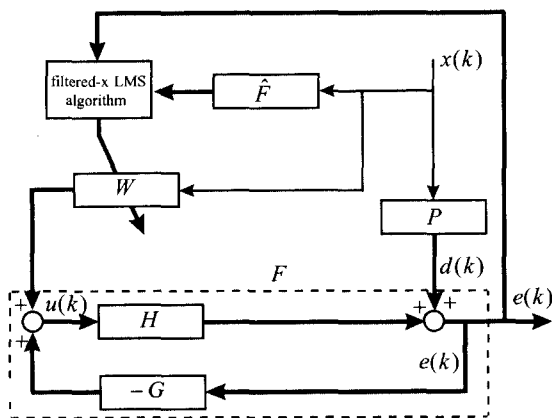 x(k)
filtered-x LMS
algorithm
F̂
W
P
F
d(k)
+
u(k)
+
+
+
H
e(k)
e(k)
−G